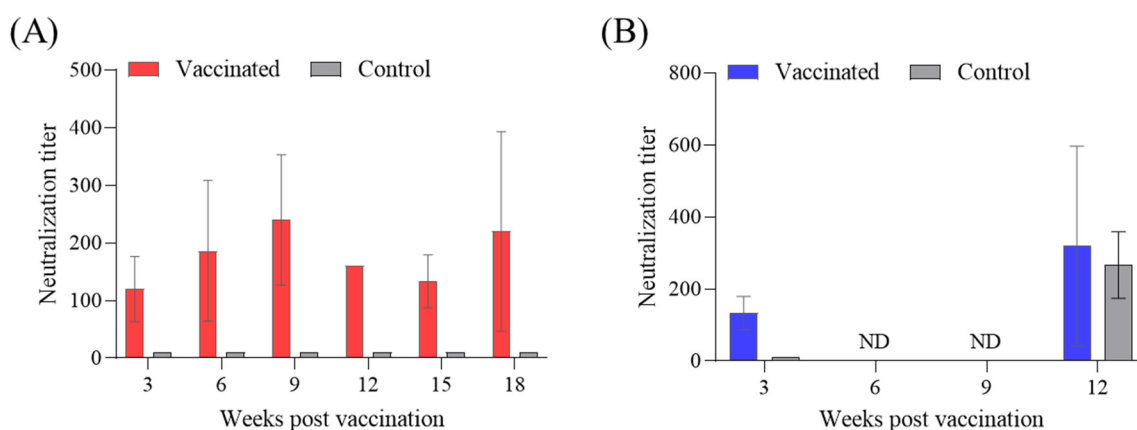 (A)
Vaccinated Control
500
400
300
200
100
0
Neutralization titer
3 6 9 12 15 18
Weeks post vaccination
(B)
Vaccinated Control
800
600
400
200
0
Neutralization titer
ND ND
3 6 9 12
Weeks post vaccination